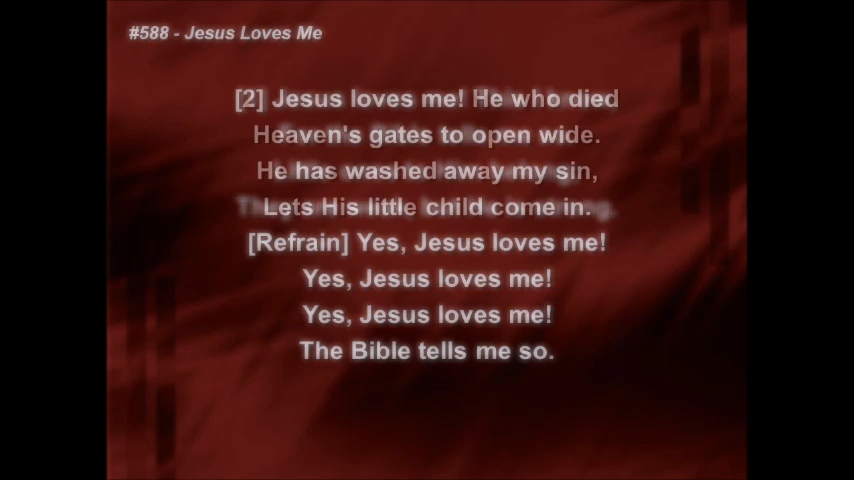 #588 - Jesus Loves Me
[2] Jesus loves me! He who died
Heaven's gates to open wide.
He has washed away my sin,
Lets His little child come in.
[Refrain] Yes, Jesus loves me!
Yes, Jesus loves me!
Yes, Jesus loves me!
The Bible tells me so.